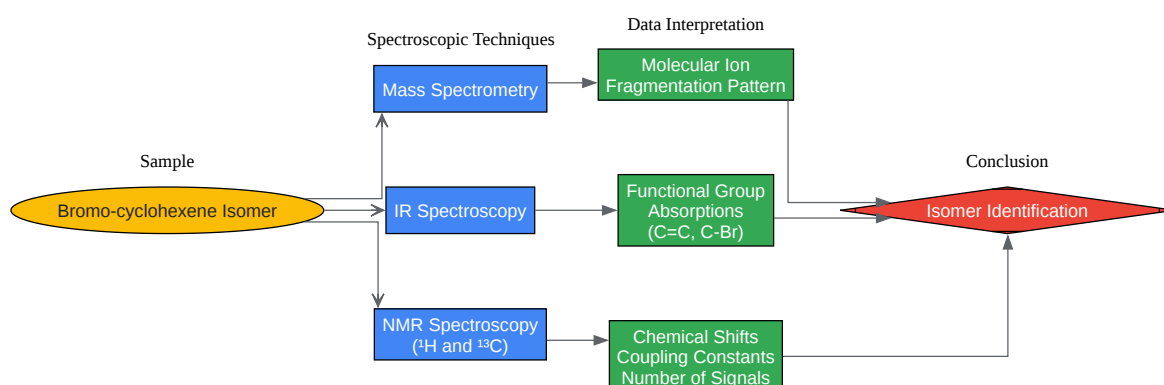 Data Interpretation
Spectroscopic Techniques
Molecular Ion
Fragmentation Pattern
Mass Spectrometry
Sample
Conclusion
Bromo-cyclohexene Isomer
IR Spectroscopy
Functional Group
Absorptions
(C=C, C-Br)
Isomer Identification
NMR Spectroscopy
(¹H and ¹³C)
Chemical Shifts
Coupling Constants
Number of Signals